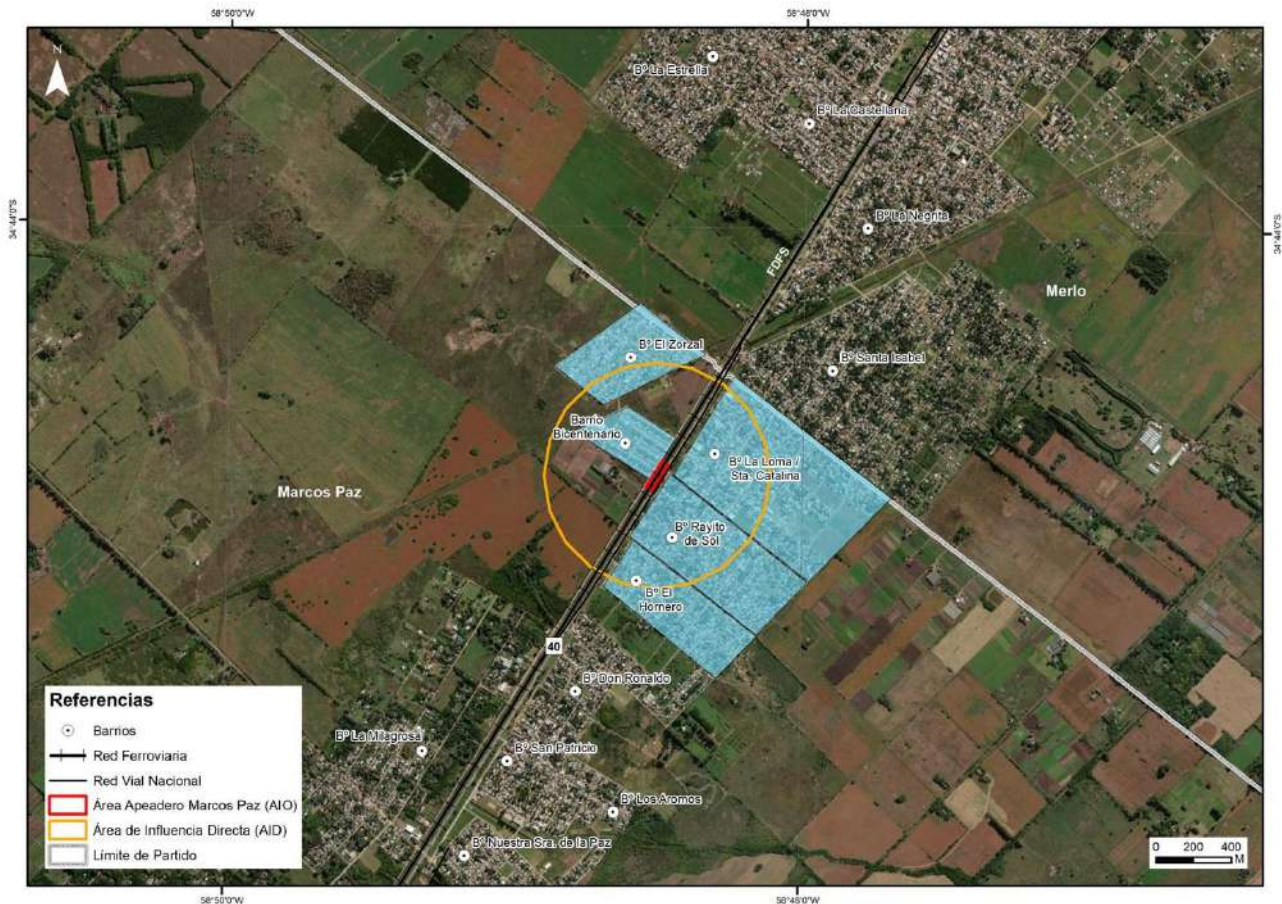 58°50'0"W
58°48'0"W
N
Bº La Estrella
Bº La Castellana
34°44'0"S
34°44'0"S
Bº La Negrita
FDFS
Merlo
Bº El Zorzal
Bº Santa Isabel
Barrio
Bicentenario
Bº La Loma /
Sta. Catalina
Marcos Paz
Bº Rayito
de Sol
Bº El
Hornero
40
Bº Don Ronaldo
Bº La Milagrosa
Bº San Patricio
Bº Los Aromos
Bº Nuestra Sra. de la Paz
Referencias
Barrios
Red Ferroviaria
Red Vial Nacional
Área Apeadero Marcos Paz (AIO)
Área de Influencia Directa (AID)
Límite de Partido
0 200 400
M
58°50'0"W
58°48'0"W